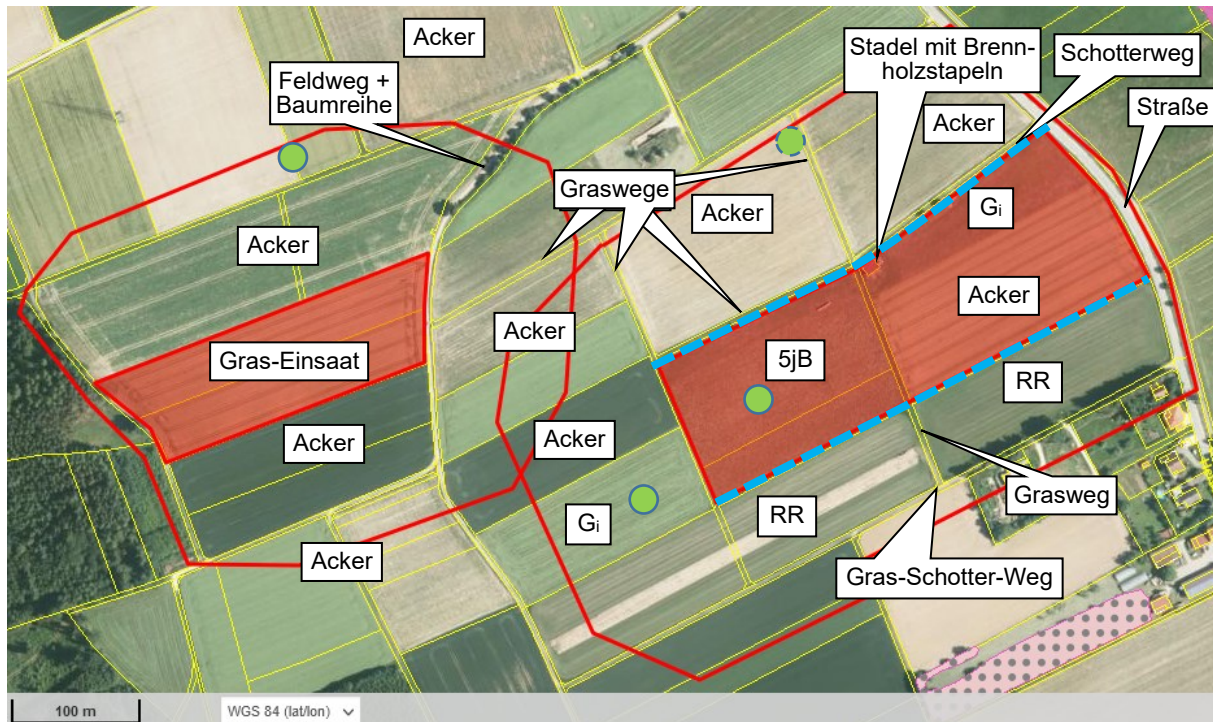 Acker
Stadel mit Brenn-
holzstapeln
Schotterweg
Feldweg +
Baumreihe
Acker
Straße
Graswege
Acker
Gᵢ
Acker
Acker
Gras-Einsaat
Acker
5jB
RR
Acker
Acker
Grasweg
Gᵢ
RR
Acker
Gras-Schotter-Weg
100 m
WGS 84 (lat/lon)